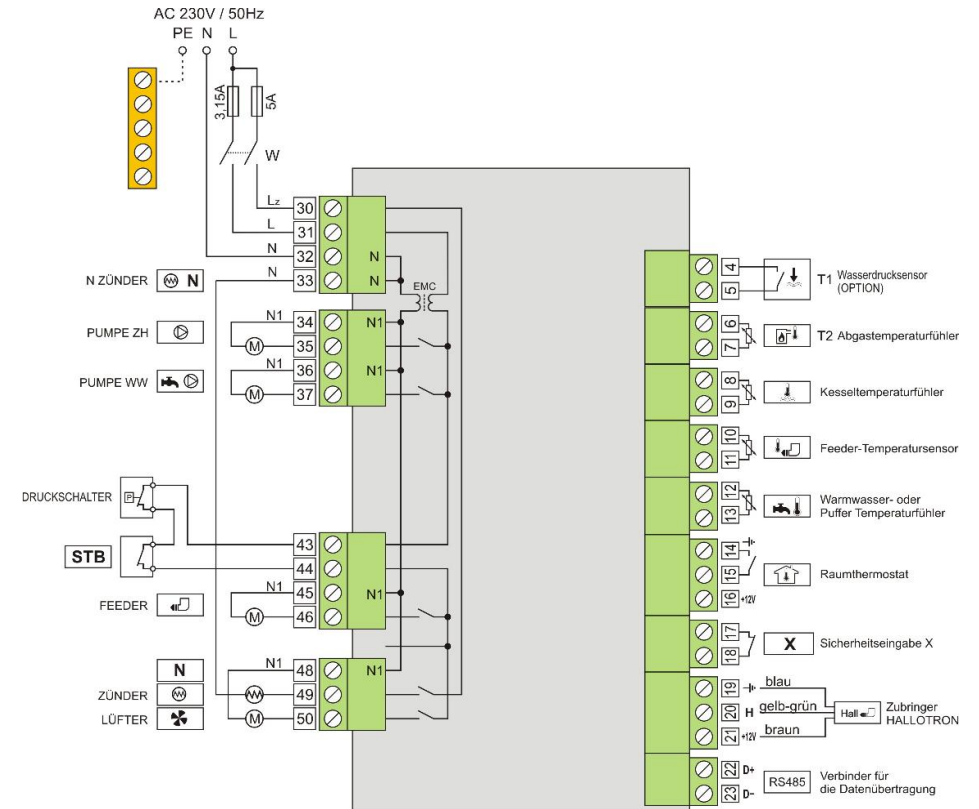 AC 230V / 50Hz
PE N L
3,15A
5A
W
Lz 30
L 31
N 32 N
N ZÜNDER N N 33 N
EMC
N1 34 N1
PUMPE ZH M 35
N1 36 N1
PUMPE WW M 37
DRUCKSCHALTER P
43
STB 44
N1 45 N1
FEEDER M 46
N N1 48 N1
ZÜNDER 49
LÜFTER M 50
4
5
T1 Wasserdrucksensor
(OPTION)
6
7
T2 Abgastemperaturfühler
8
9
Kesseltemperaturfühler
10
11
Feeder-Temperatursensor
12
13
Warmwasser- oder
Puffer Temperaturfühler
14
15
16 +12V
Raumthermostat
17
18
X Sicherheitseingabe X
19 blau
20 H gelb-grün
21 +12V braun
Hall Zubringer
HALLOTRON
22 D+
23 D-
RS485 Verbinder für
die Datenübertragung